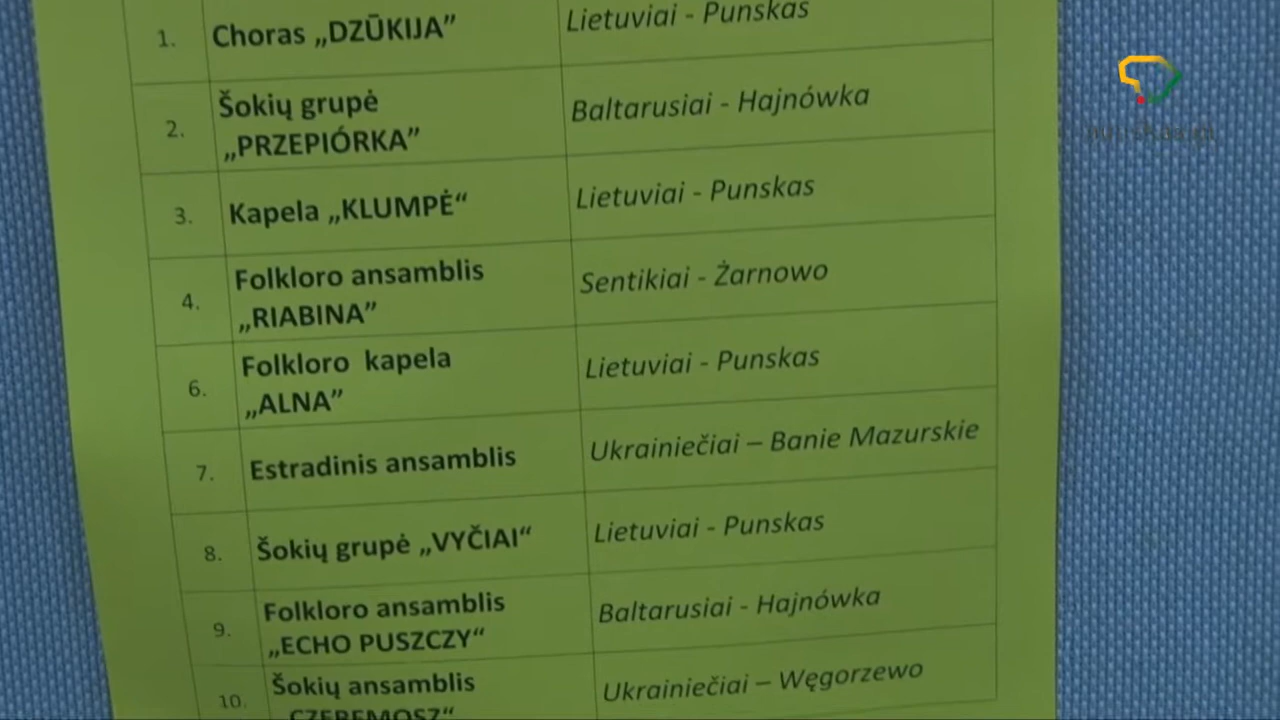 1. Choras „DZŪKIJA” Lietuviai - Punskas
2. Šokių grupė
„PRZEPIÓRKA” Baltarusiai - Hajnówka
3. Kapela „KLUMPĖ“ Lietuviai - Punskas
4. Folkloro ansamblis
„RIABINA” Sentikiai - Żarnowo
6. Folkloro kapela
„ALNA” Lietuviai - Punskas
7. Estradinis ansamblis Ukrainiečiai – Banie Mazurskie
8. Šokių grupė „VYČIAI“ Lietuviai - Punskas
9. Folkloro ansamblis
„ECHO PUSZCZY“ Baltarusiai - Hajnówka
10. Šokių ansamblis Ukrainiečiai – Węgorzewo
„CZEREMOSZ“